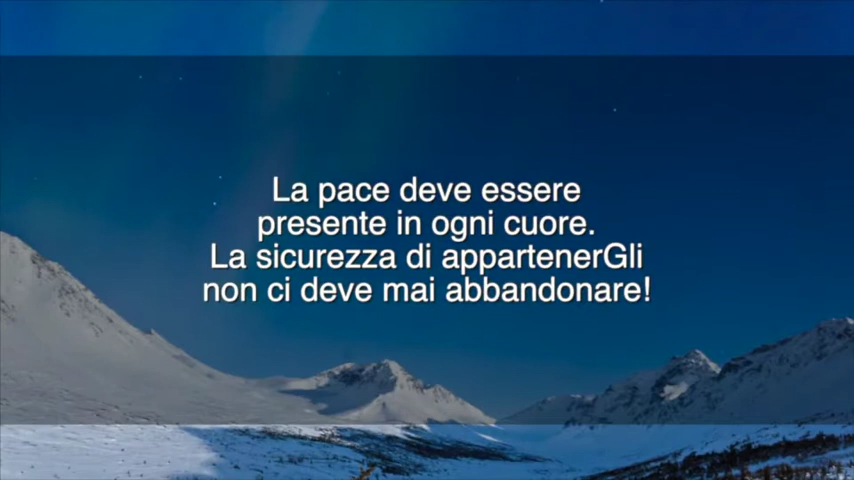 La pace deve essere
presente in ogni cuore.
La sicurezza di appartenerGli
non ci deve mai abbandonare!